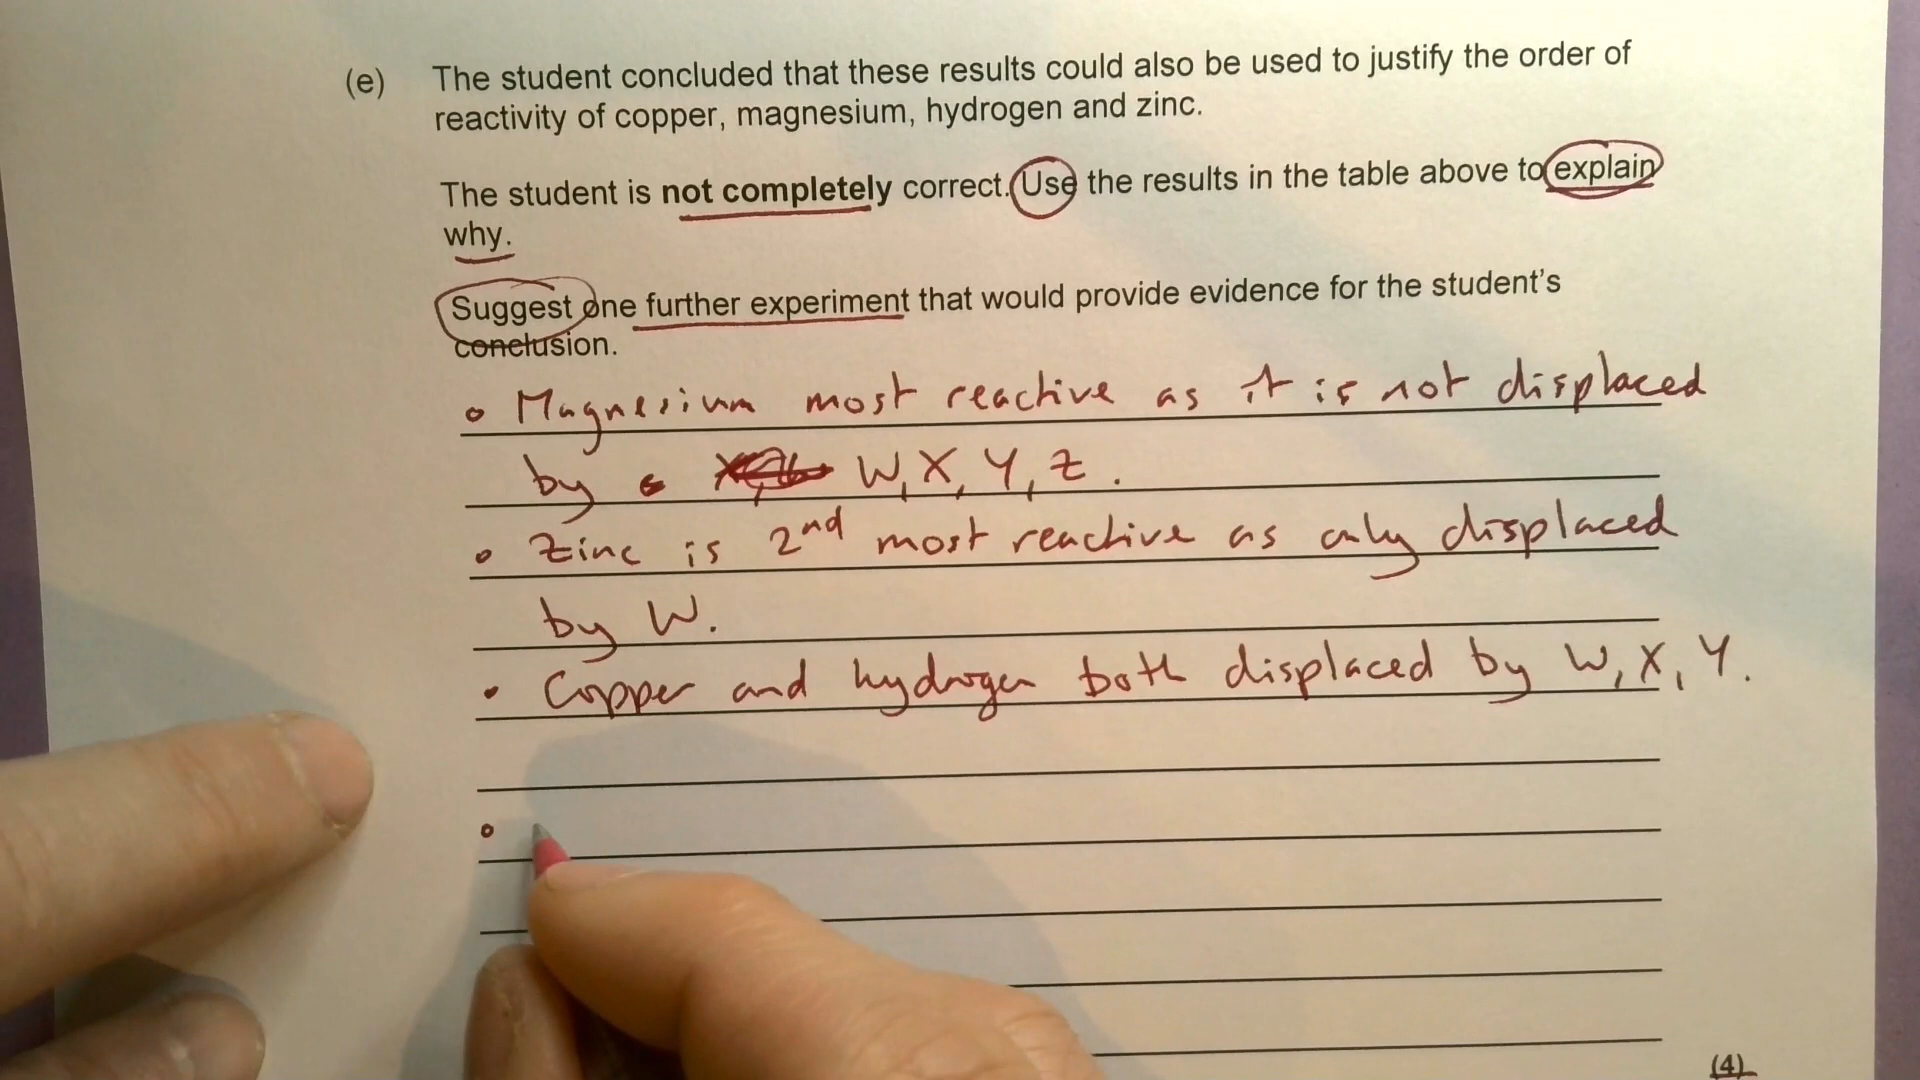 (e) The student concluded that these results could also be used to justify the order of
reactivity of copper, magnesium, hydrogen and zinc.
The student is not completely correct. Use the results in the table above to explain
why.
Suggest one further experiment that would provide evidence for the student's
conclusion.
• Magnesium most reactive as it is not displaced
by W, X, Y, Z.
• Zinc is 2nd most reactive as only displaced
by W.
• Copper and hydrogen both displaced by W, X, Y.
•
(4)